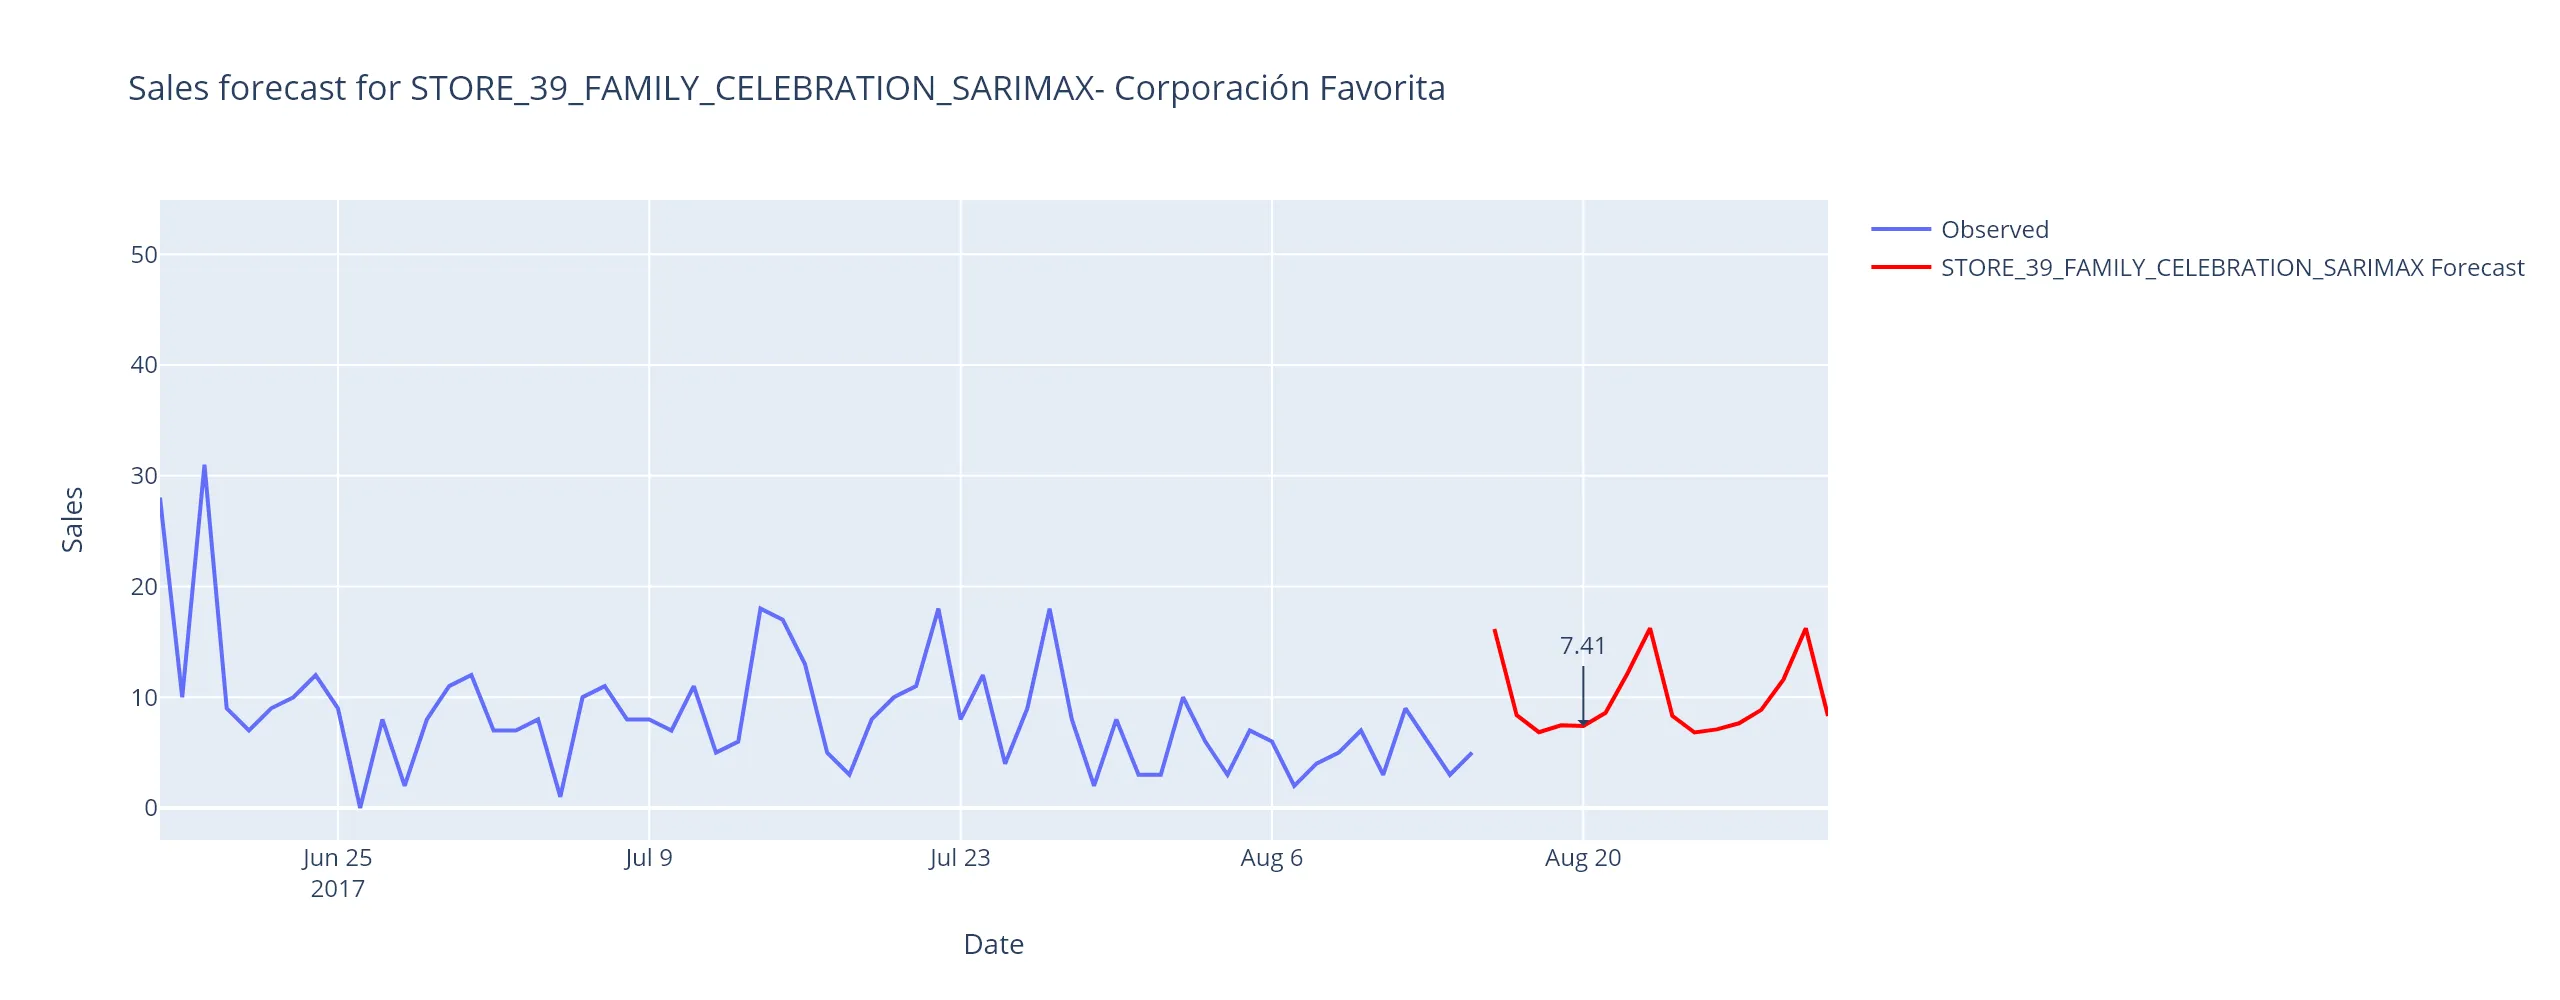 Sales forecast for STORE_39_FAMILY_CELEBRATION_SARIMAX- Corporación Favorita
Observed
STORE_39_FAMILY_CELEBRATION_SARIMAX Forecast
50
40
30
20
10
0
Sales
7.41
Jun 25
2017
Jul 9
Jul 23
Aug 6
Aug 20
Date